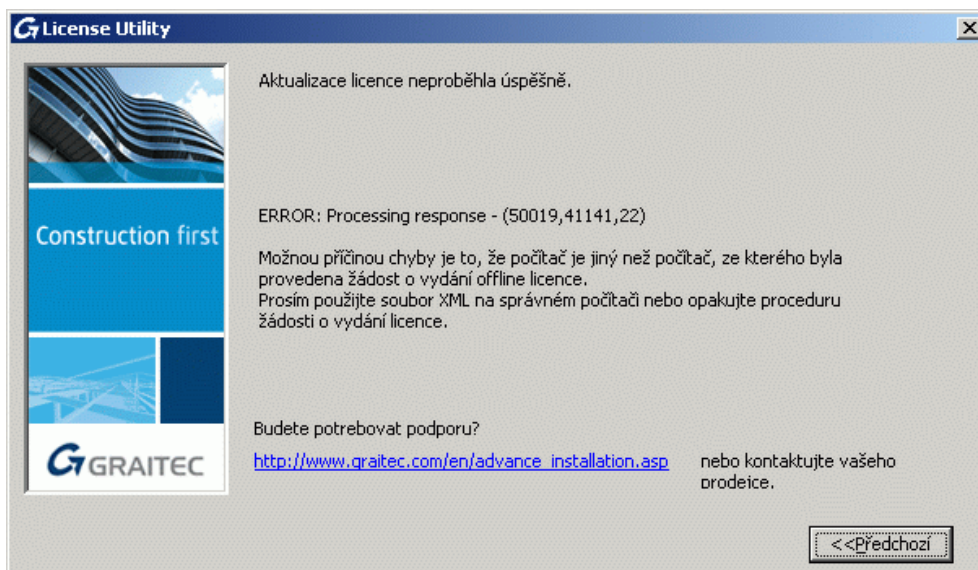 License Utility
Aktualizace licence neproběhla úspěšně.
ERROR: Processing response - (50019,41141,22)
Možnou příčinou chyby je to, že počítač je jiný než počítač, ze kterého byla
provedena žádost o vydání offline licence.
Prosím použijte soubor XML na správném počítači nebo opakujte proceduru
žádosti o vydání licence.
Construction first
Budete potrebovat podporu?
http://www.graitec.com/en/advance_installation.asp nebo kontaktujte vašeho
prodejce.
GRAITEC
<<Předchozí